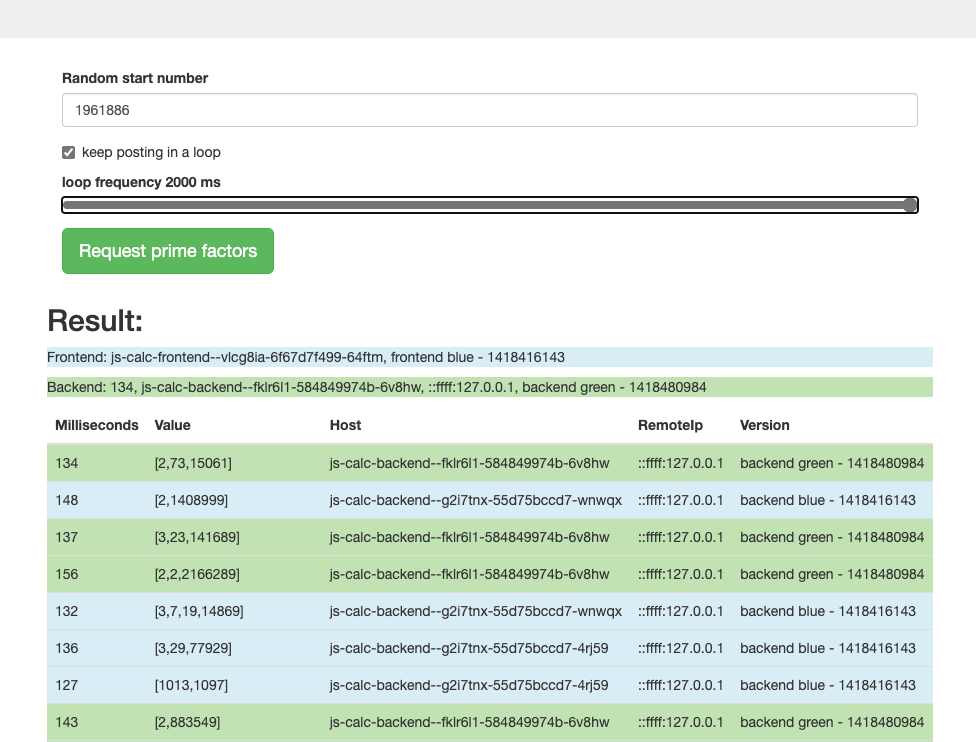 Random start number
1961886
keep posting in a loop
loop frequency 2000 ms
Request prime factors
Result:
Frontend: js-calc-frontend--vlcg8ia-6f67d7f499-64ftm, frontend blue - 1418416143
Backend: 134, js-calc-backend--fklr6l1-584849974b-6v8hw, ::ffff:127.0.0.1, backend green - 1418480984
Milliseconds Value Host RemoteIp Version
134 [2,73,15061] js-calc-backend--fklr6l1-584849974b-6v8hw ::ffff:127.0.0.1 backend green - 1418480984
148 [2,1408999] js-calc-backend--g2i7tnx-55d75bccd7-wnwqx ::ffff:127.0.0.1 backend blue - 1418416143
137 [3,23,141689] js-calc-backend--fklr6l1-584849974b-6v8hw ::ffff:127.0.0.1 backend green - 1418480984
156 [2,2,2166289] js-calc-backend--fklr6l1-584849974b-6v8hw ::ffff:127.0.0.1 backend green - 1418480984
132 [3,7,19,14869] js-calc-backend--g2i7tnx-55d75bccd7-wnwqx ::ffff:127.0.0.1 backend blue - 1418416143
136 [3,29,77929] js-calc-backend--g2i7tnx-55d75bccd7-4rj59 ::ffff:127.0.0.1 backend blue - 1418416143
127 [1013,1097] js-calc-backend--g2i7tnx-55d75bccd7-4rj59 ::ffff:127.0.0.1 backend blue - 1418416143
143 [2,883549] js-calc-backend--fklr6l1-584849974b-6v8hw ::ffff:127.0.0.1 backend green - 1418480984